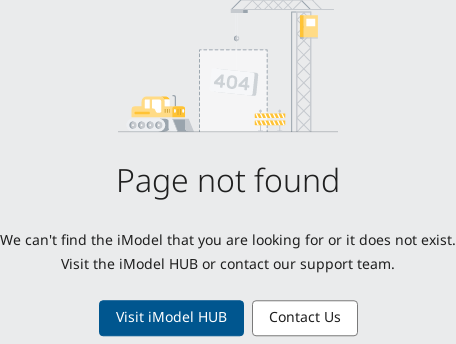 404
Page not found
We can't find the iModel that you are looking for or it does not exist.
Visit the iModel HUB or contact our support team.
Visit iModel HUB
Contact Us